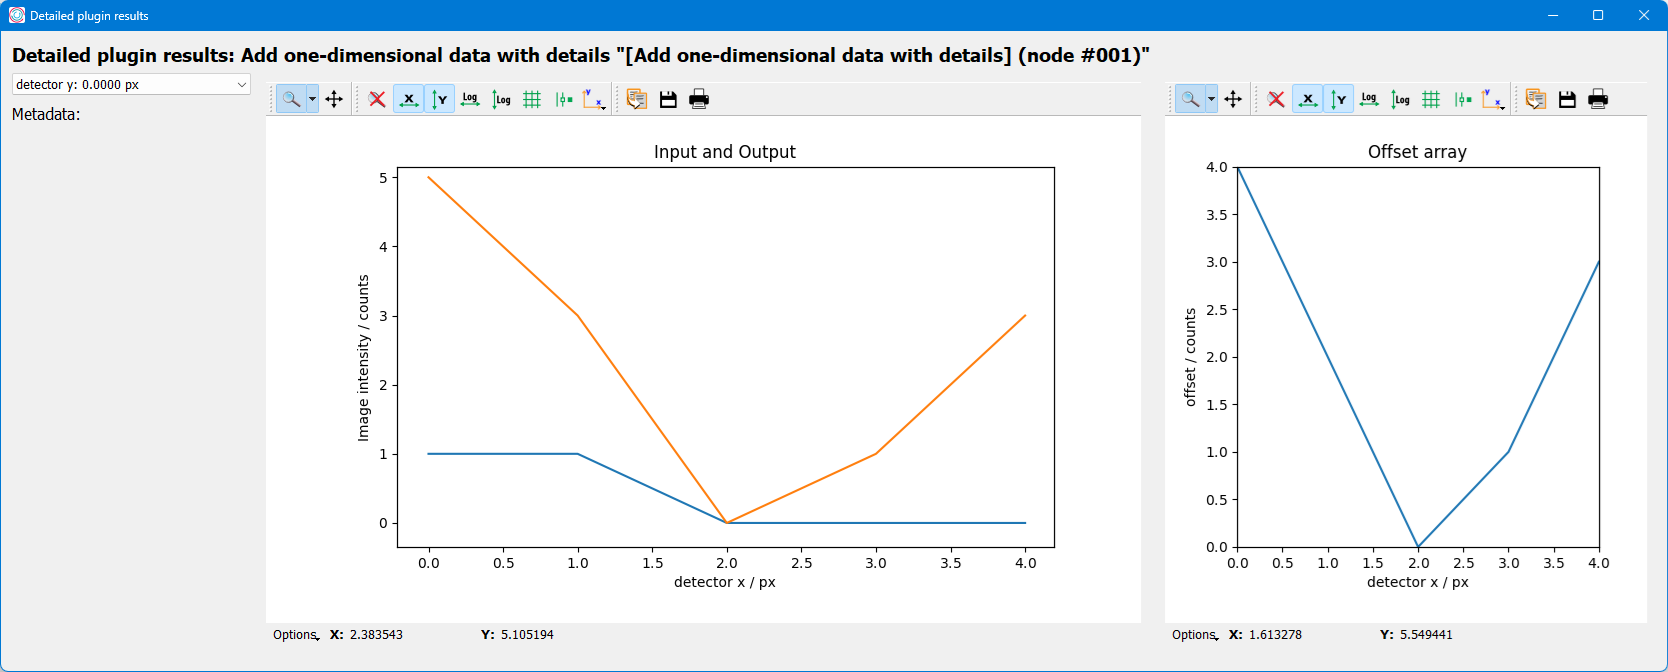 Detailed plugin results
Detailed plugin results: Add one-dimensional data with details "[Add one-dimensional data with details] (node #001)"
detector y: 0.0000 px
Metadata:
X Y Log Log y x
Input and Output
5
4
3
2
1
0
Image intensity / counts
0.0 0.5 1.0 1.5 2.0 2.5 3.0 3.5 4.0
detector x / px
Options X: 2.383543 Y: 5.105194
X Y Log Log y x
Offset array
4.0
3.5
3.0
2.5
2.0
1.5
1.0
0.5
0.0
offset / counts
0.0 0.5 1.0 1.5 2.0 2.5 3.0 3.5 4.0
detector x / px
Options X: 1.613278 Y: 5.549441